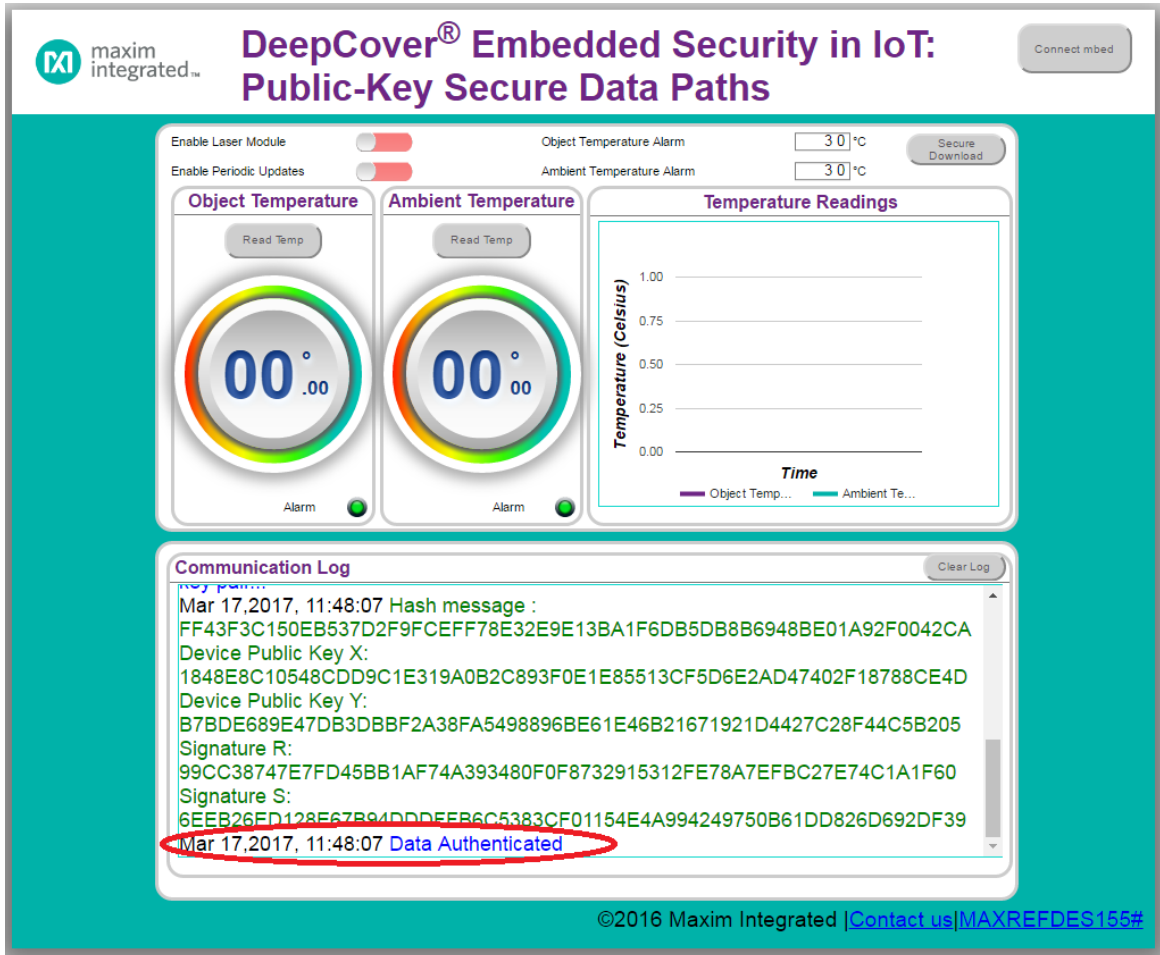 maxim
integrated™
DeepCover® Embedded Security in IoT:
Public-Key Secure Data Paths
Connect mbed
Enable Laser Module
Object Temperature Alarm
30 °C
Secure
Download
Enable Periodic Updates
Ambient Temperature Alarm
30 °C
Object Temperature
Ambient Temperature
Temperature Readings
Read Temp
Read Temp
00°.00
00°00
Alarm
Alarm
Temperature (Celsius)
1.00
0.75
0.50
0.25
0.00
Time
Object Temp...
Ambient Te...
Communication Log
Clear Log
key pair...
Mar 17,2017, 11:48:07 Hash message :
FF43F3C150EB537D2F9FCEFF78E32E9E13BA1F6DB5DB8B6948BE01A92F0042CA
Device Public Key X:
1848E8C10548CDD9C1E319A0B2C893F0E1E85513CF5D6E2AD47402F18788CE4D
Device Public Key Y:
B7BDE689E47DB3DBBF2A38FA5498896BE61E46B21671921D4427C28F44C5B205
Signature R:
99CC38747E7FD45BB1AF74A393480F0F8732915312FE78A7EFBC27E74C1A1F60
Signature S:
6EEB26ED128E67B94DDDEEB6C5383CF01154E4A994249750B61DD826D692DF39
Mar 17,2017, 11:48:07 Data Authenticated
©2016 Maxim Integrated |Contact us|MAXREFDES155#